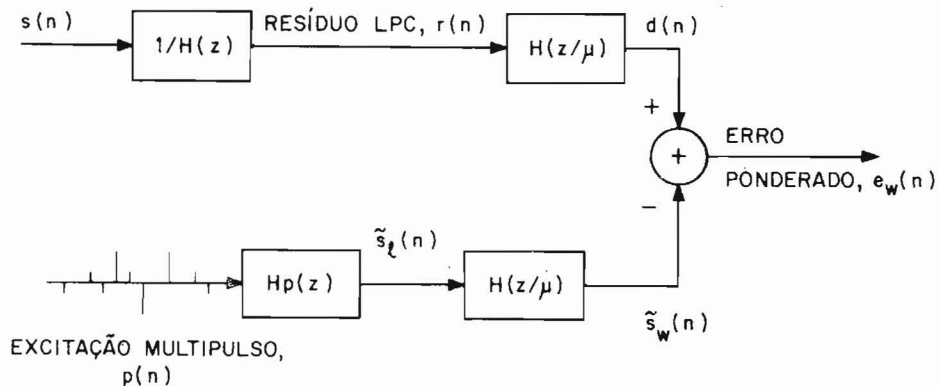 s(n)
1/H(z)
RESÍDUO LPC, r(n)
H(z/μ)
d(n)
+
+
ERRO
PONDERADO, e_w(n)
−
Hp(z)
s̃_ℓ(n)
H(z/μ)
s̃_w(n)
EXCITAÇÃO MULTIPULSO,
p(n)